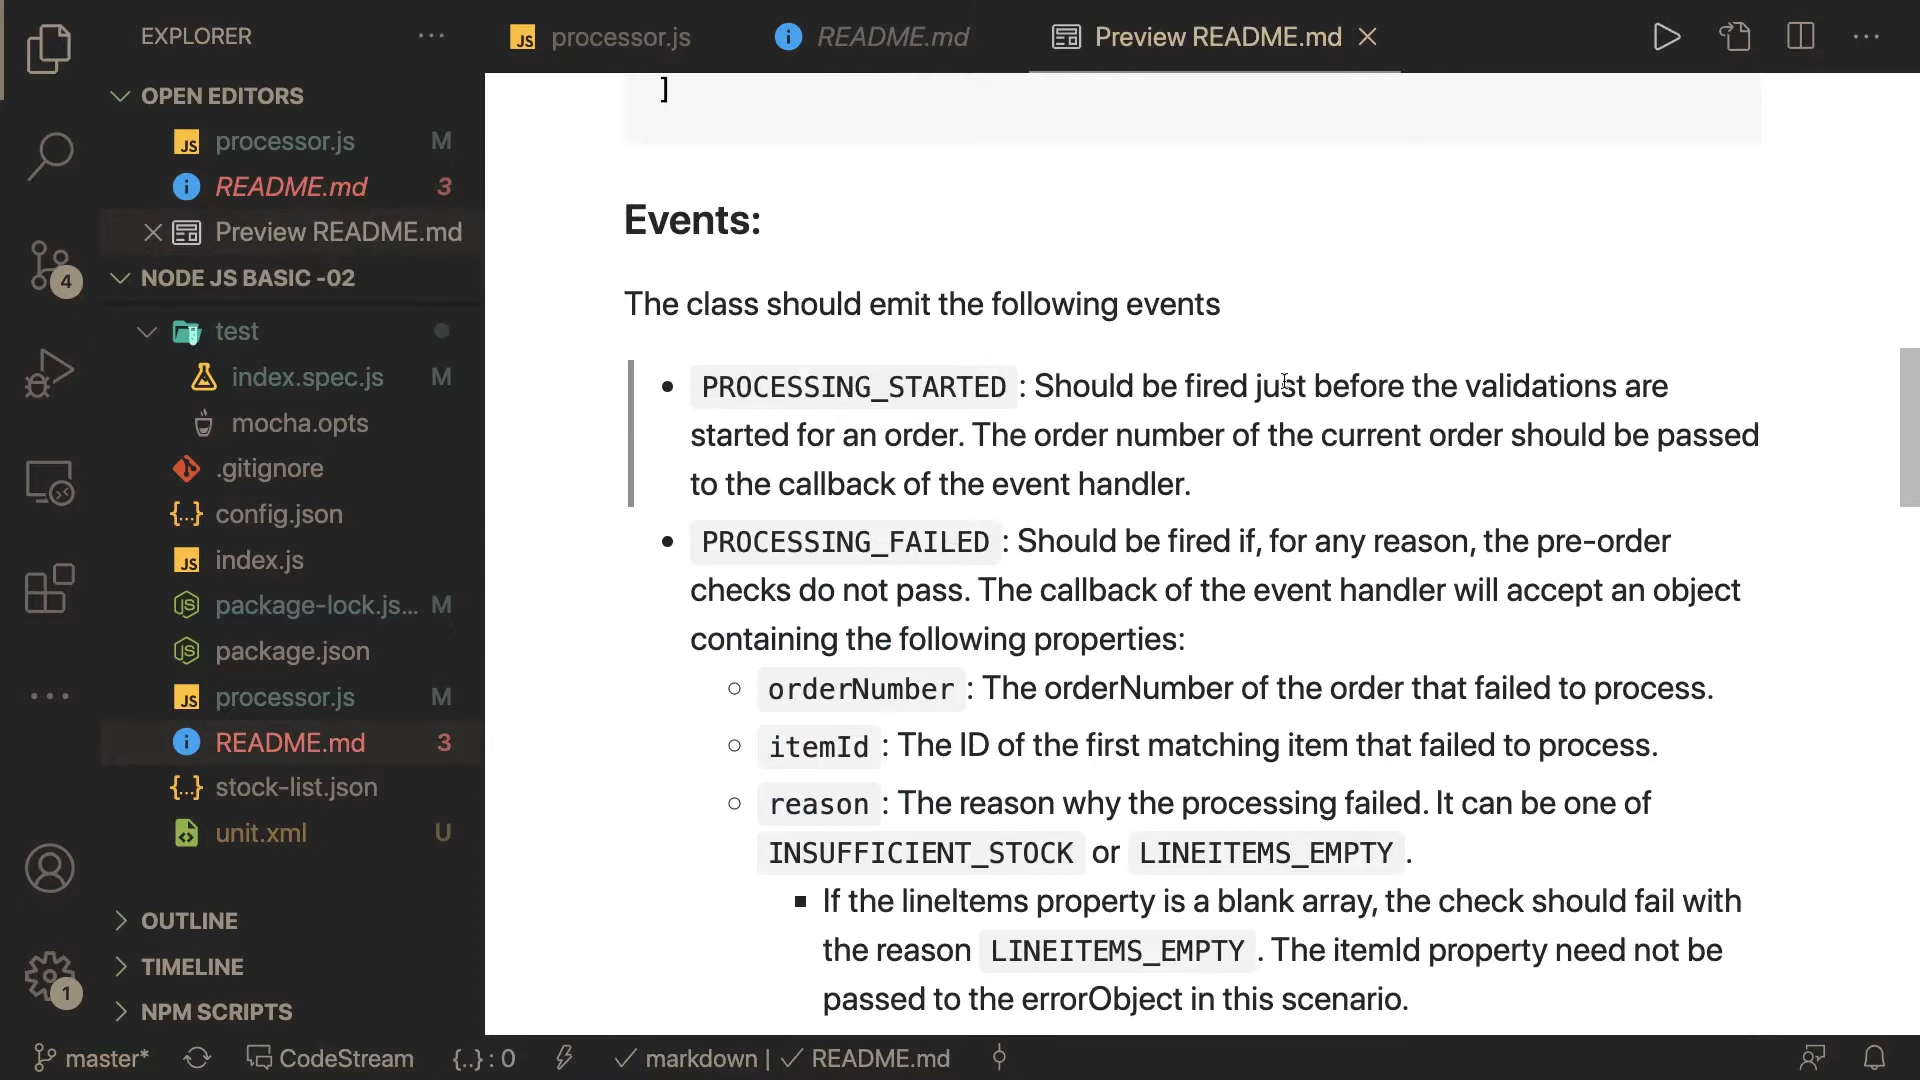 EXPLORER
processor.js
README.md
Preview README.md
OPEN EDITORS
processor.js M
README.md 3
Preview README.md
NODE JS BASIC -02
test
index.spec.js M
mocha.opts
.gitignore
config.json
index.js
package-lock.js... M
package.json
processor.js M
README.md 3
stock-list.json
unit.xml U
OUTLINE
TIMELINE
NPM SCRIPTS
4
1
]
Events:
The class should emit the following events
PROCESSING_STARTED : Should be fired just before the validations are
started for an order. The order number of the current order should be passed
to the callback of the event handler.
PROCESSING_FAILED : Should be fired if, for any reason, the pre-order
checks do not pass. The callback of the event handler will accept an object
containing the following properties:
orderNumber : The orderNumber of the order that failed to process.
itemId : The ID of the first matching item that failed to process.
reason : The reason why the processing failed. It can be one of
INSUFFICIENT_STOCK or LINEITEMS_EMPTY .
If the lineItems property is a blank array, the check should fail with
the reason LINEITEMS_EMPTY . The itemId property need not be
passed to the errorObject in this scenario.
master* CodeStream {..} : 0 markdown | README.md